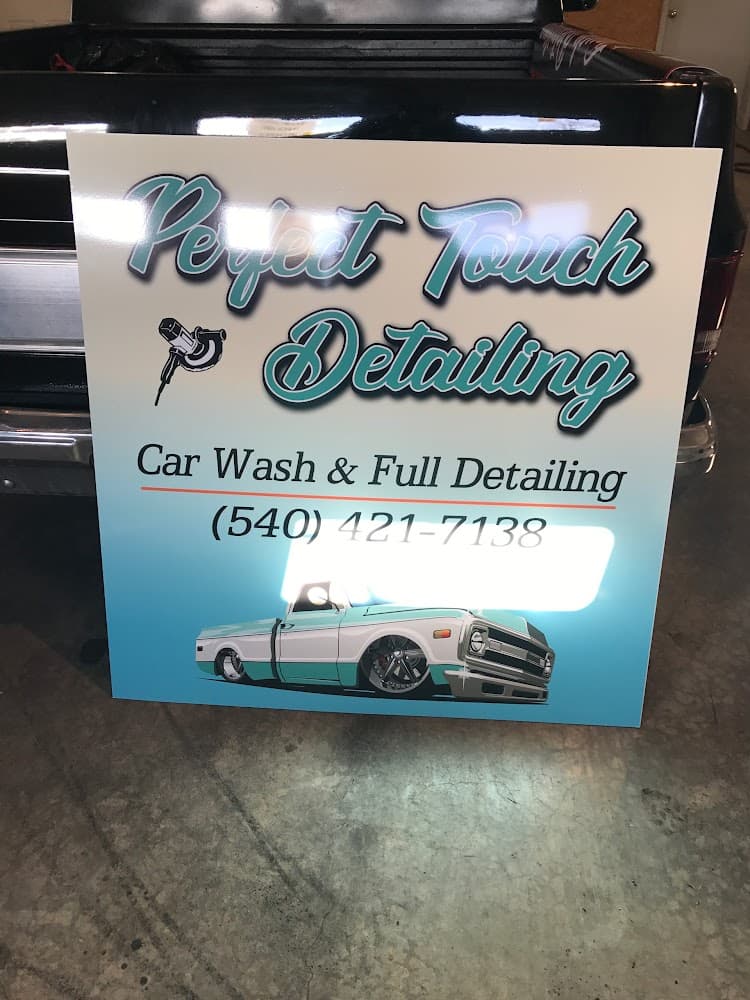 Perfect Touch
Detailing
Car Wash & Full Detailing
(540) 421-7138